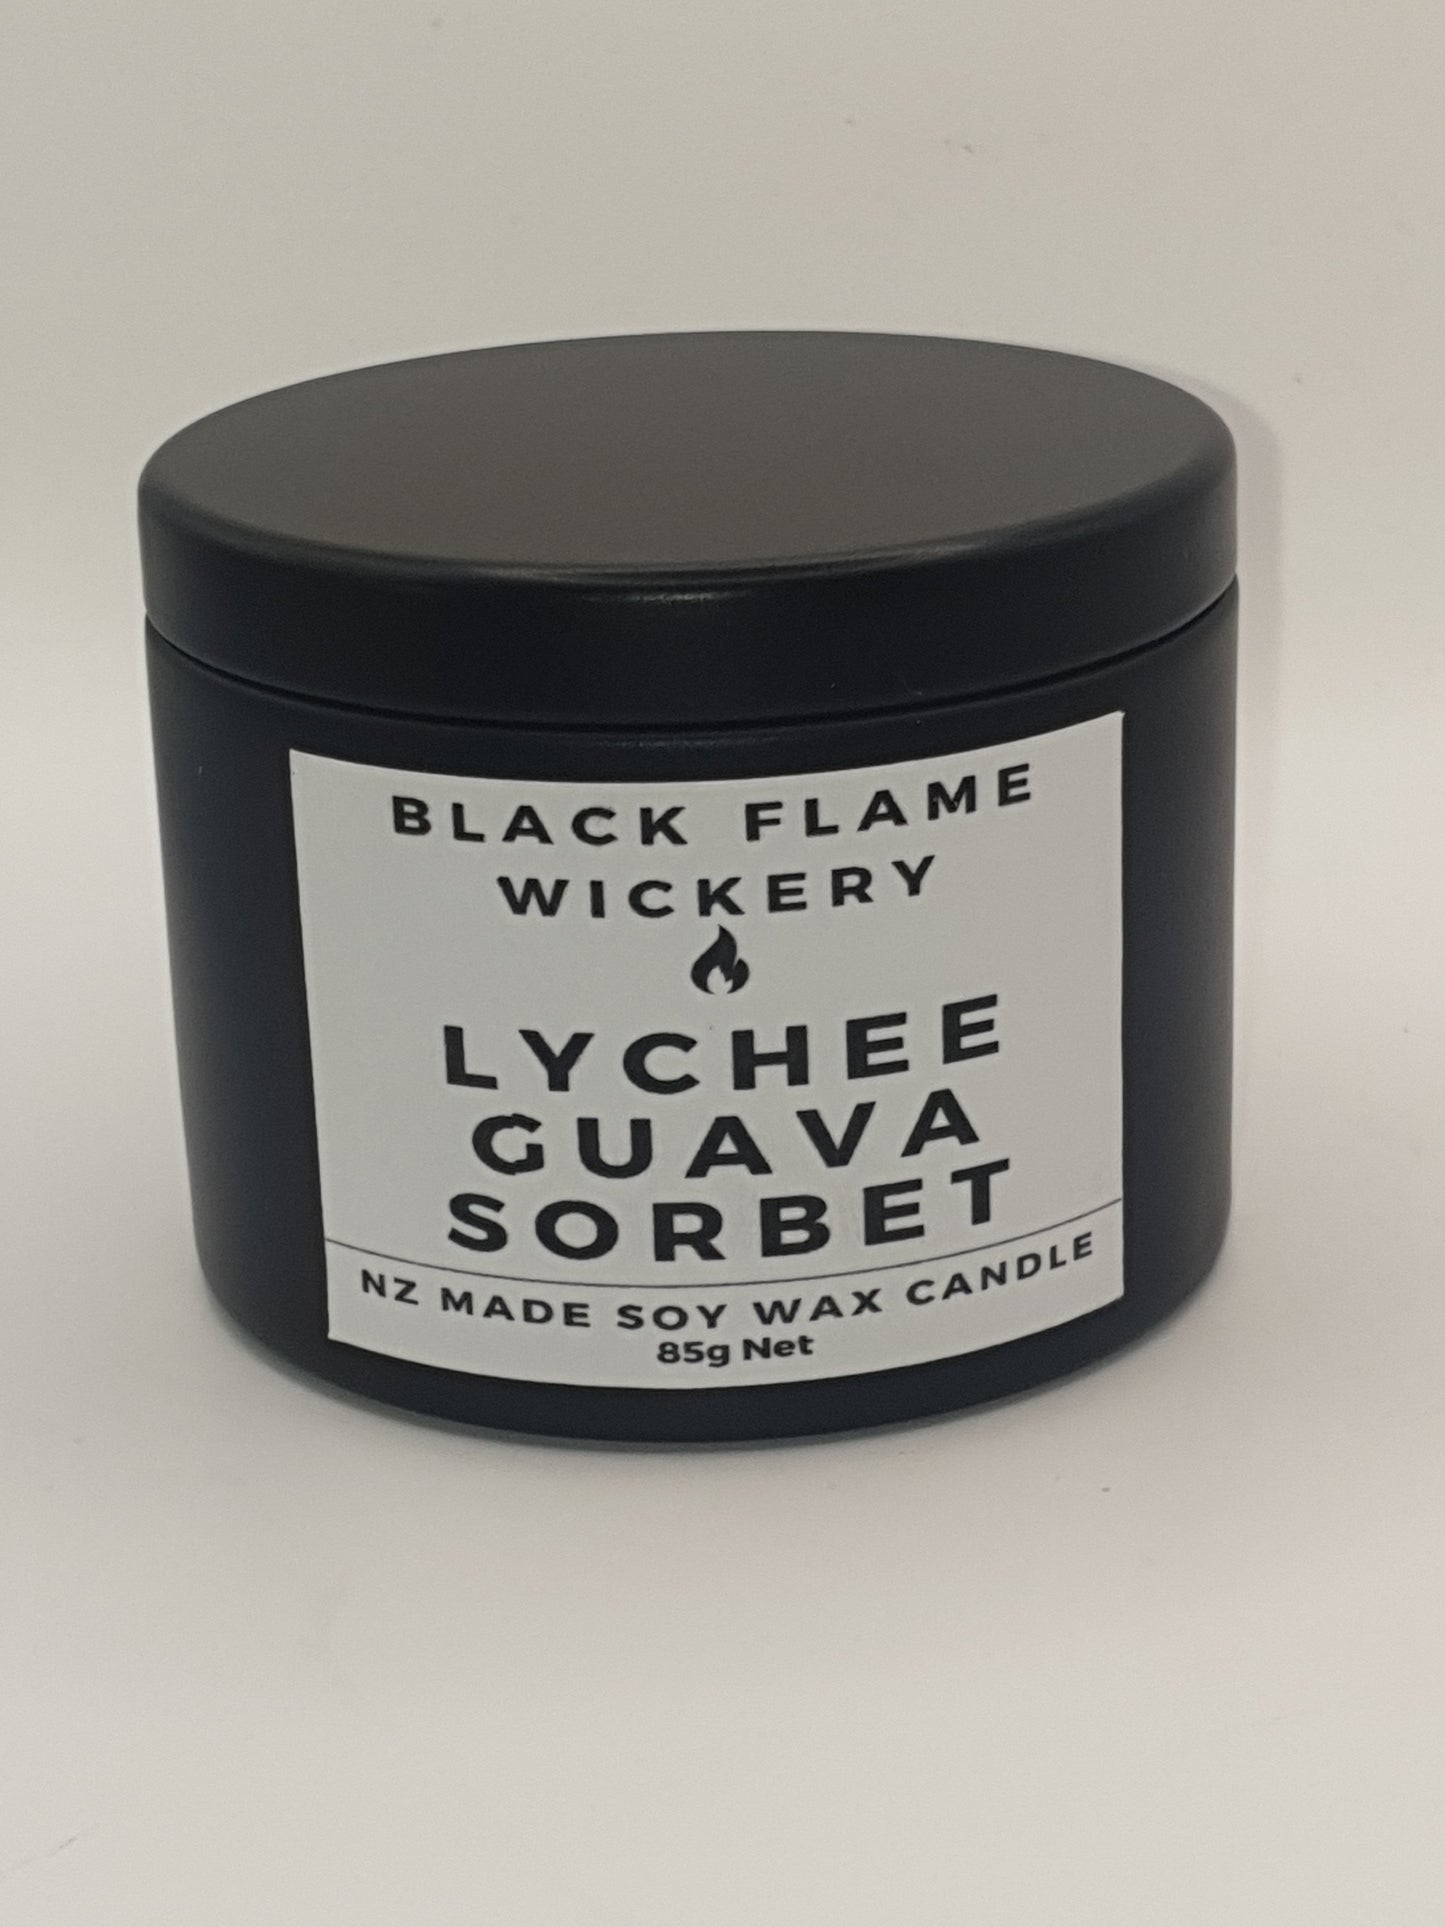 BLACK FLAME
WICKERY
LYCHEE
GUAVA
SORBET
NZ MADE SOY WAX CANDLE
85g Net